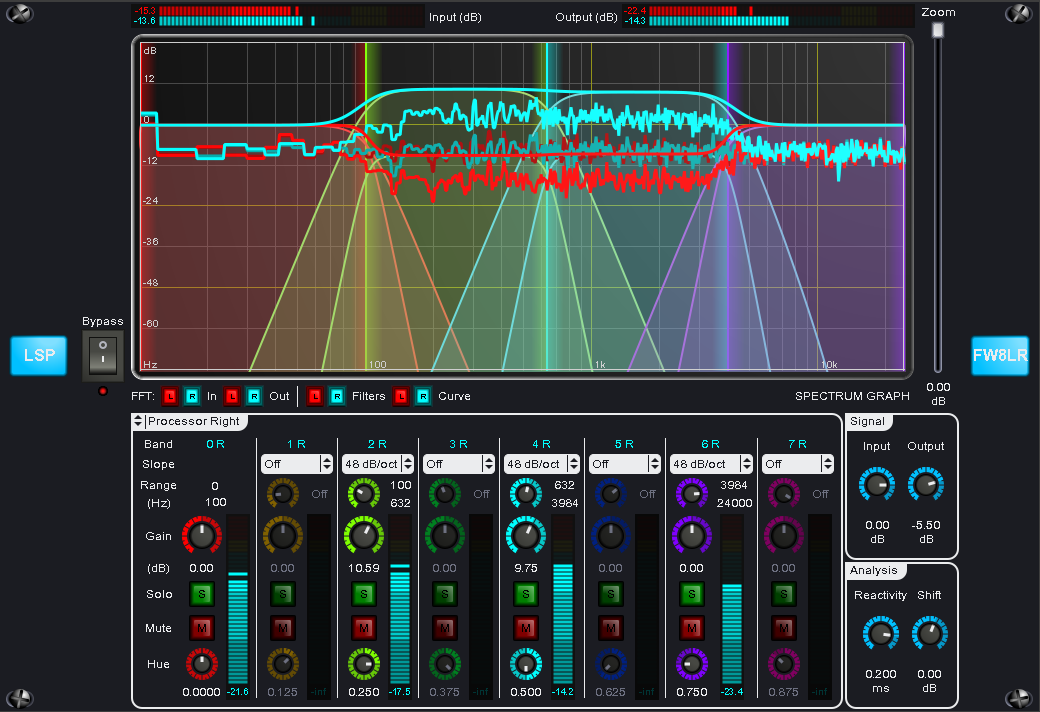 -15.3
-13.6
Input (dB)
Output (dB)
-22.4
-14.3
Zoom
dB
12
0
-12
-24
-36
-48
-60
Hz
100
1k
10k
Bypass
LSP
FW8LR
FFT: L R In L R Out L R Filters L R Curve
SPECTRUM GRAPH
0.00
dB
Processor Right
Band 0 R 1 R 2 R 3 R 4 R 5 R 6 R 7 R
Slope Off 48 dB/oct Off 48 dB/oct Off 48 dB/oct Off
Range 0 Off 100 Off 632 Off 3984 Off
(Hz) 100 632 3984 24000
Gain
(dB) 0.00 0.00 10.59 0.00 9.75 0.00 0.00 0.00
Solo S S S S S S S S
Mute M M M M M M M M
Hue
0.0000 -21.6 0.125 -inf 0.250 -17.5 0.375 -inf 0.500 -14.2 0.625 -inf 0.750 -23.4 0.875 -inf
Signal
Input Output
0.00 -5.50
dB dB
Analysis
Reactivity Shift
0.200 0.00
ms dB